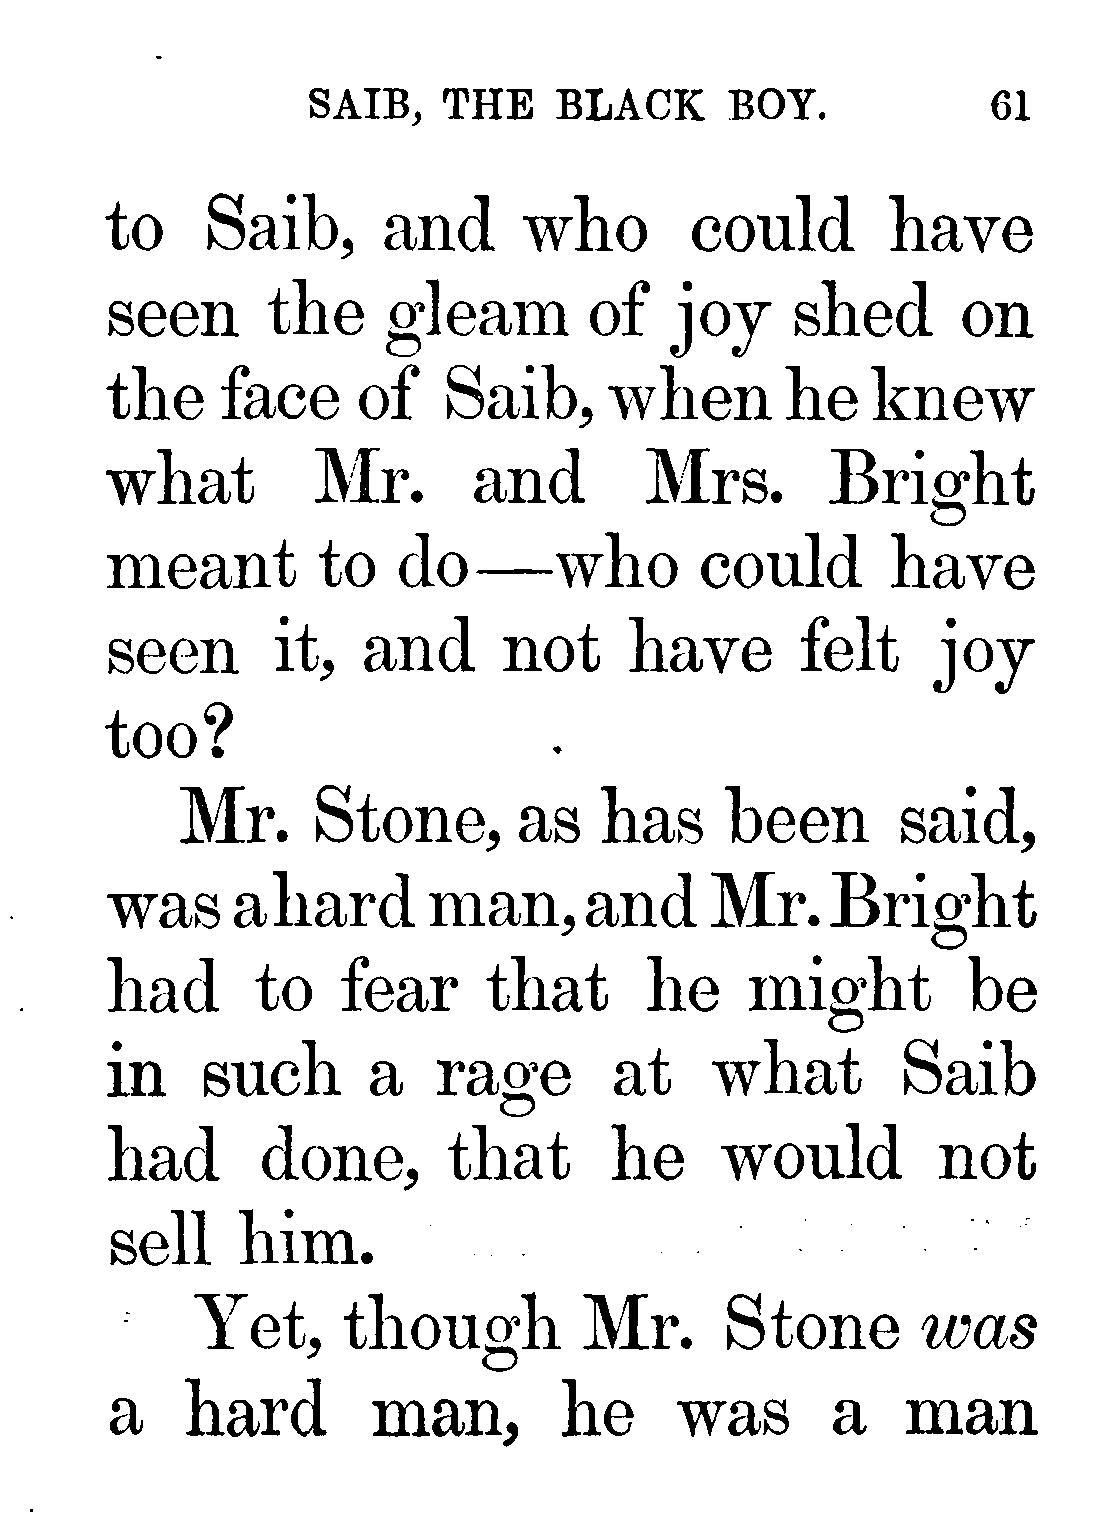 SAIB, THE BLACK BOY. 61
to Saib, and who could have
seen the gleam of joy shed on
the face of Saib, when he knew
what Mr. and Mrs. Bright
meant to do—who could have
seen it, and not have felt joy
too?
Mr. Stone, as has been said,
was a hard man, and Mr. Bright
had to fear that he might be
in such a rage at what Saib
had done, that he would not
sell him.
Yet, though Mr. Stone was
a hard man, he was a man